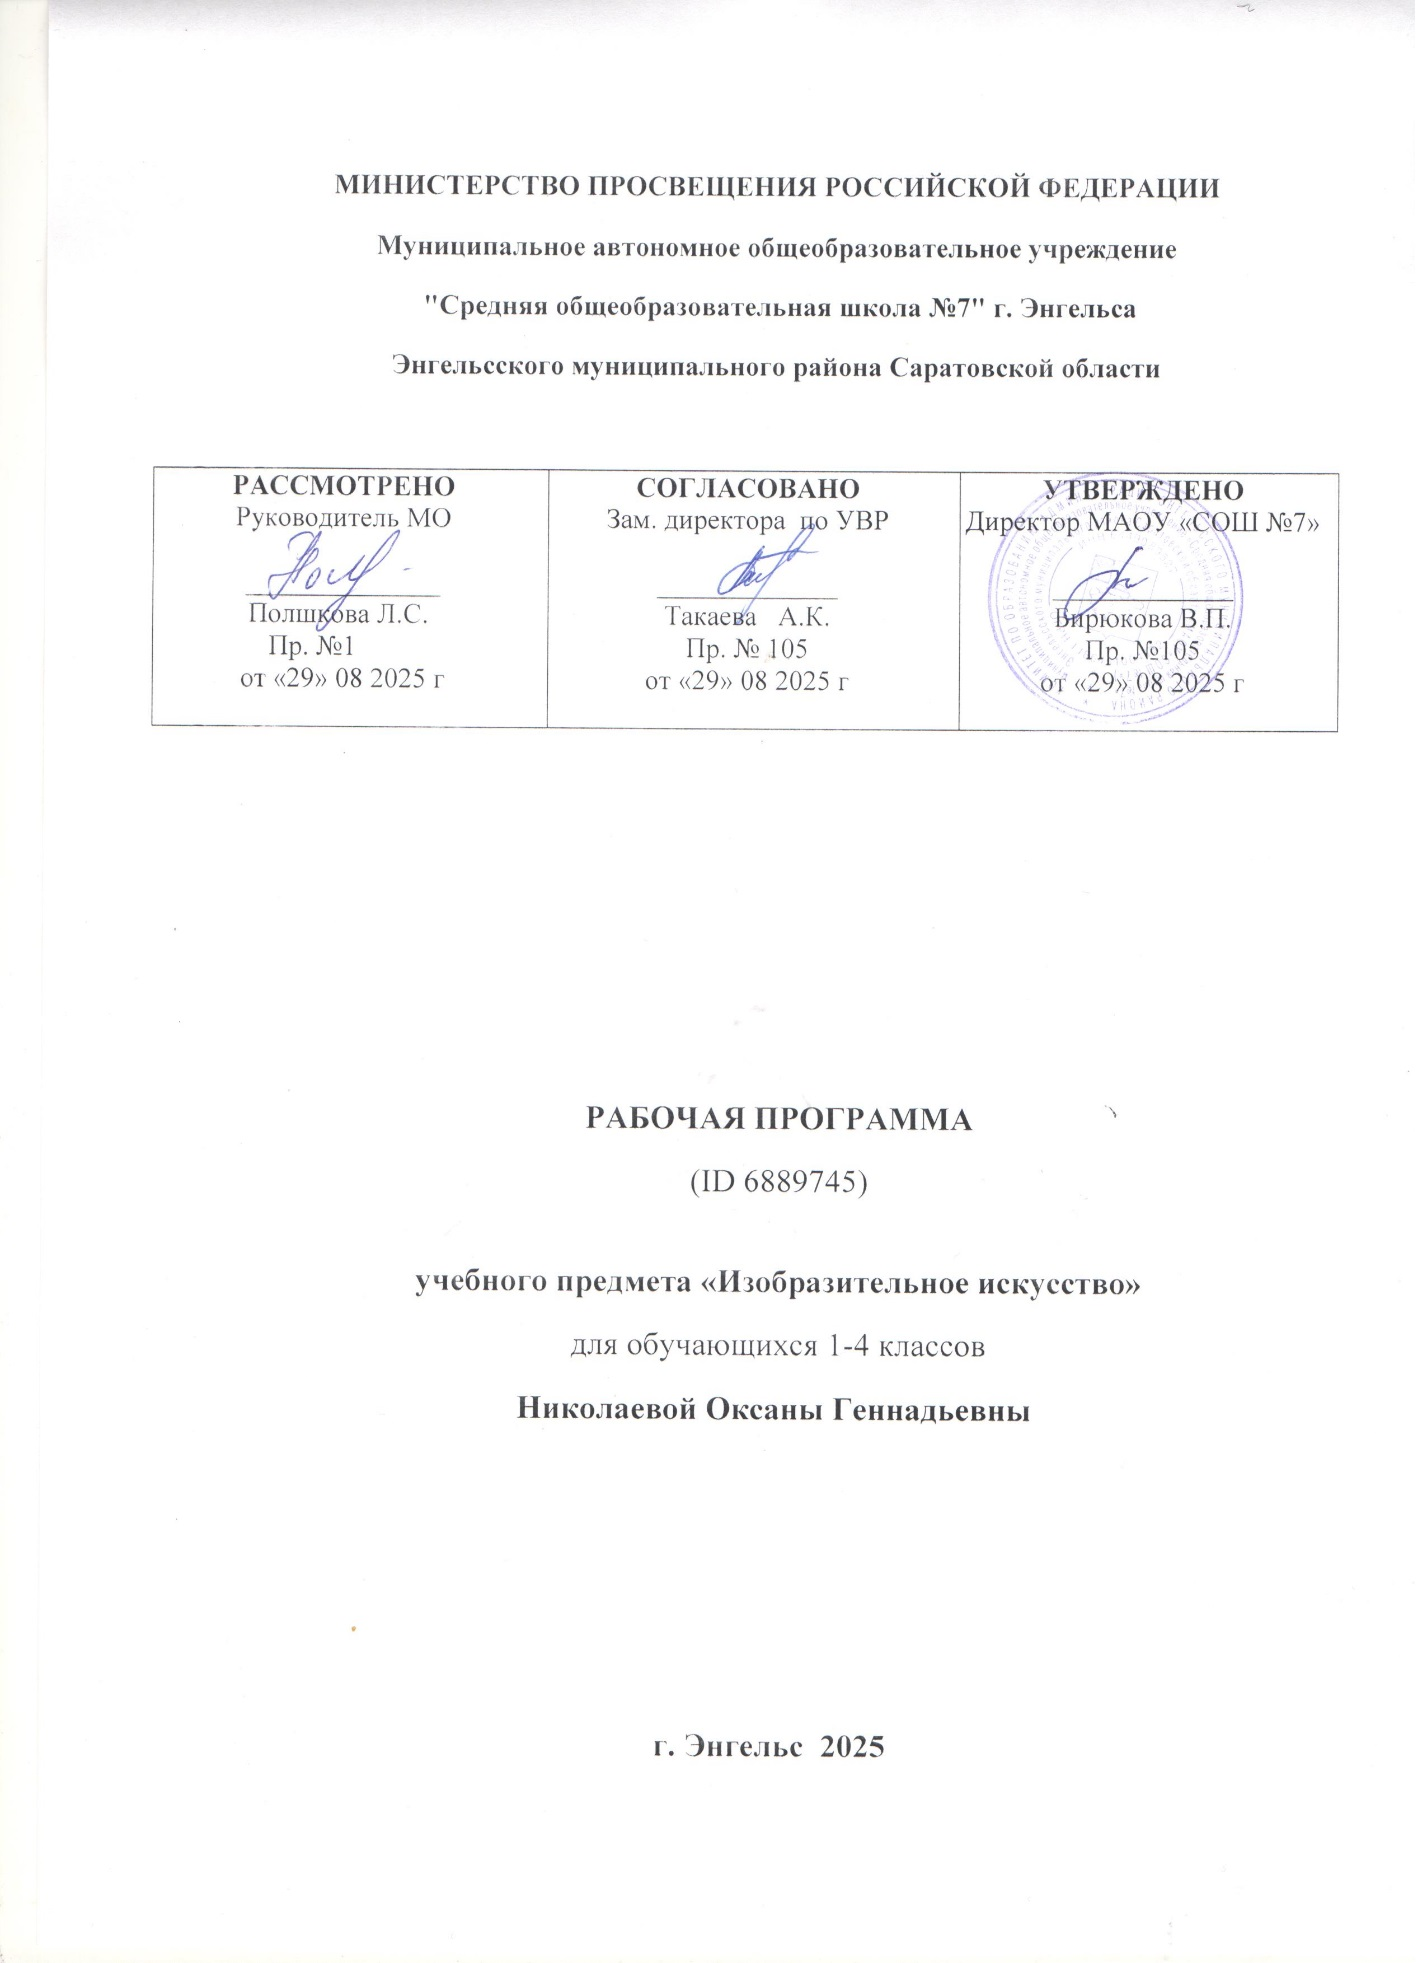 МИНИСТЕРСТВО ПРОСВЕЩЕНИЯ РОССИЙСКОЙ ФЕДЕРАЦИИ
Муниципальное автономное общеобразовательное учреждение
"Средняя общеобразовательная школа №7" г. Энгельса
Энгельсского муниципального района Саратовской области
РАССМОТРЕНО
Руководитель МО
Полшкова Л.С.
Пр. №1
от «29» 08 2025 г
СОГЛАСОВАНО
Зам. директора по УВР
Такаева А.К.
Пр. № 105
от «29» 08 2025 г
УТВЕРЖДЕНО
Директор МАОУ «СОШ №7»
Бирюкова В.П.
Пр. №105
от «29» 08 2025 г
РАБОЧАЯ ПРОГРАММА
(ID 6889745)
учебного предмета «Изобразительное искусство»
для обучающихся 1-4 классов
Николаевой Оксаны Геннадьевны
г. Энгельс 2025